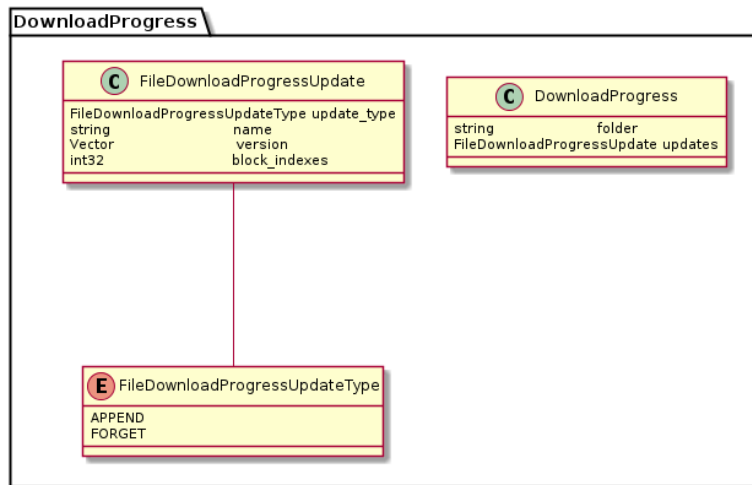 DownloadProgress
C FileDownloadProgressUpdate
FileDownloadProgressUpdateType update_type
string name
Vector version
int32 block_indexes
C DownloadProgress
string folder
FileDownloadProgressUpdate updates
E FileDownloadProgressUpdateType
APPEND
FORGET